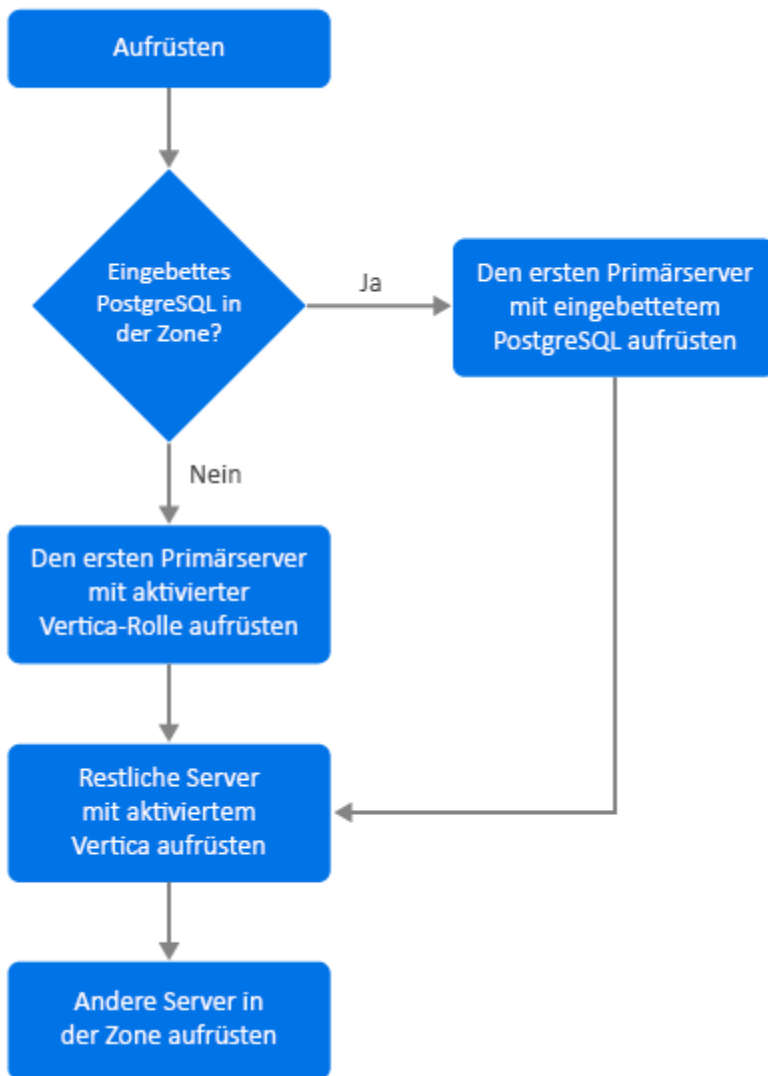 Aufrüsten
Eingebettes
PostgreSQL in
der Zone?
Ja
Den ersten Primärserver
mit eingebettetem
PostgreSQL aufrüsten
Nein
Den ersten Primärserver
mit aktivierter
Vertica-Rolle aufrüsten
Restliche Server
mit aktiviertem
Vertica aufrüsten
Andere Server in
der Zone aufrüsten